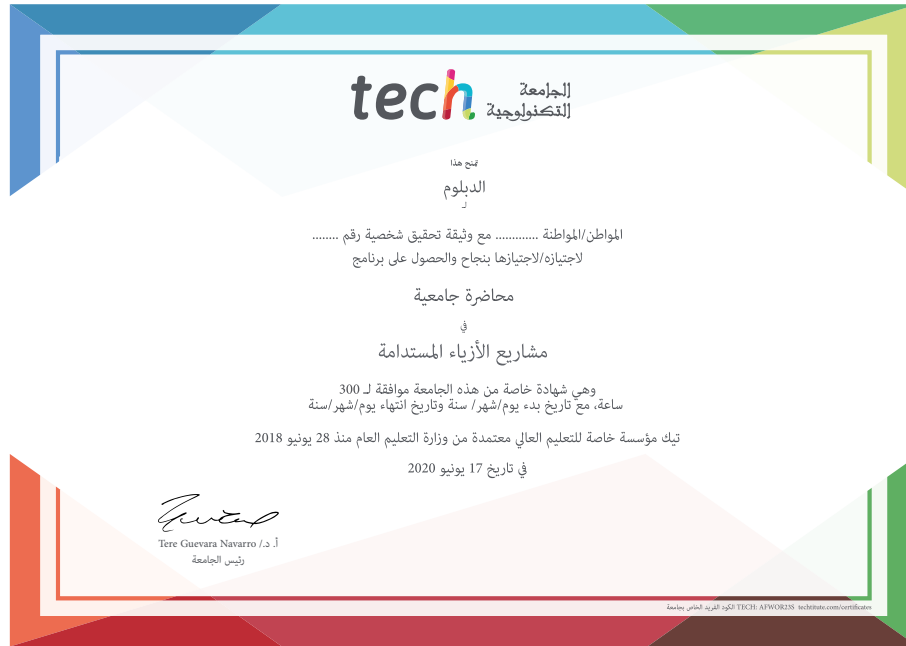 tech الجامعة
التكنولوجية
تمنح هذا
الدبلوم
لـ
المواطن/المواطنة ............. مع وثيقة تحقيق شخصية رقم ........
لاجتيازه/لاجتيازها بنجاح والحصول على برنامج
محاضرة جامعية
في
مشاريع الأزياء المستدامة
وهي شهادة خاصة من هذه الجامعة موافقة لـ 300
ساعة، مع تاريخ بدء يوم/شهر/ سنة وتاريخ انتهاء يوم/شهر/سنة
تيك مؤسسة خاصة للتعليم العالي معتمدة من وزارة التعليم العام منذ 28 يونيو 2018
في تاريخ 17 يونيو 2020
أ. د./ Tere Guevara Navarro
رئيس الجامعة
الكود الفريد الخاص بجامعة TECH: AFWOR23S techtitute.com/certificates